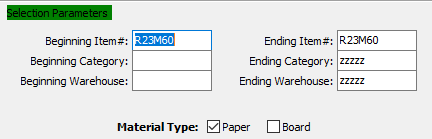 Selection Parameters
Beginning Item#: R23M60 Ending Item#: R23M60
Beginning Category: Ending Category: zzzzz
Beginning Warehouse: Ending Warehouse: zzzzz
Material Type: Paper Board